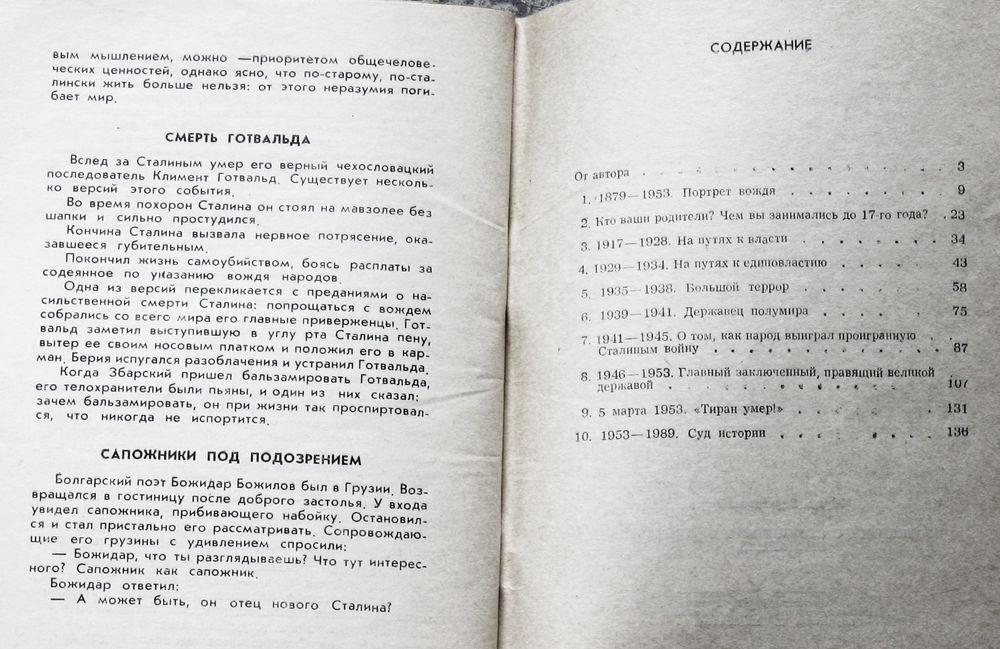 вым мышлением, можно —приоритетом общечелове-
ческих ценностей, однако ясно, что по-старому, по-ста-
лински жить больше нельзя: от этого неразумия поги-
бает мир.
СМЕРТЬ ГОТВАЛЬДА
Вслед за Сталиным умер его верный чехословацкий
последователь Климент Готвальд. Существует несколь-
ко версий этого события.
Во время похорон Сталина он стоял на мавзолее без
шапки и сильно простудился.
Кончина Сталина вызвала нервное потрясение, ока-
завшееся губительным.
Покончил жизнь самоубийством, боясь расплаты за
содеянное по указанию вождя народов.
Одна из версий перекликается с преданиями о на-
сильственной смерти Сталина: попрощаться с вождем
собрались со всего мира его главные приверженцы. Гот-
вальд заметил выступившую в углу рта Сталина пену,
вытер ее своим носовым платком и положил его в кар-
ман. Берия испугался разоблачения и устранил Готвальда.
Когда Збарский пришел бальзамировать Готвальда,
его телохранители были пьяны, и один из них сказал:
зачем бальзамировать, он при жизни так проспиртовал-
ся, что никогда не испортится.
САПОЖНИКИ ПОД ПОДОЗРЕНИЕМ
Болгарский поэт Божидар Божилов был в Грузии. Воз-
вращался в гостиницу после доброго застолья. У входа
увидел сапожника, прибивающего набойку. Остановил-
ся и стал пристально его рассматривать. Сопровождаю-
щие его грузины с удивлением спросили:
— Божидар, что ты разглядываешь? Что тут интерес-
ного? Сапожник как сапожник.
Божидар ответил:
— А может быть, он отец нового Сталина?
СОДЕРЖАНИЕ
От автора . . . . . . . . . . . 3
1. 1879—1953. Портрет вождя . . . . . . . 9
2. Кто ваши родители? Чем вы занимались до 17-го года? . 23
3. 1917—1928. На путях к власти . . . . . . . 34
4. 1929—1934. На путях к единовластию . . . . . 43
5. 1935—1938. Большой террор . . . . . . . 58
6. 1939—1941. Державец полумира . . . . . . 75
7. 1941—1945. О том, как народ выиграл проигранную
Сталиным войну . . . . . . . . . . 87
8. 1946—1953. Главный заключенный, правящий великой
державой . . . . . . . . . . . 107
9. 5 марта 1953. «Тиран умер!» . . . . . . . 131
10. 1953—1989. Суд истории . . . . . . . . 136